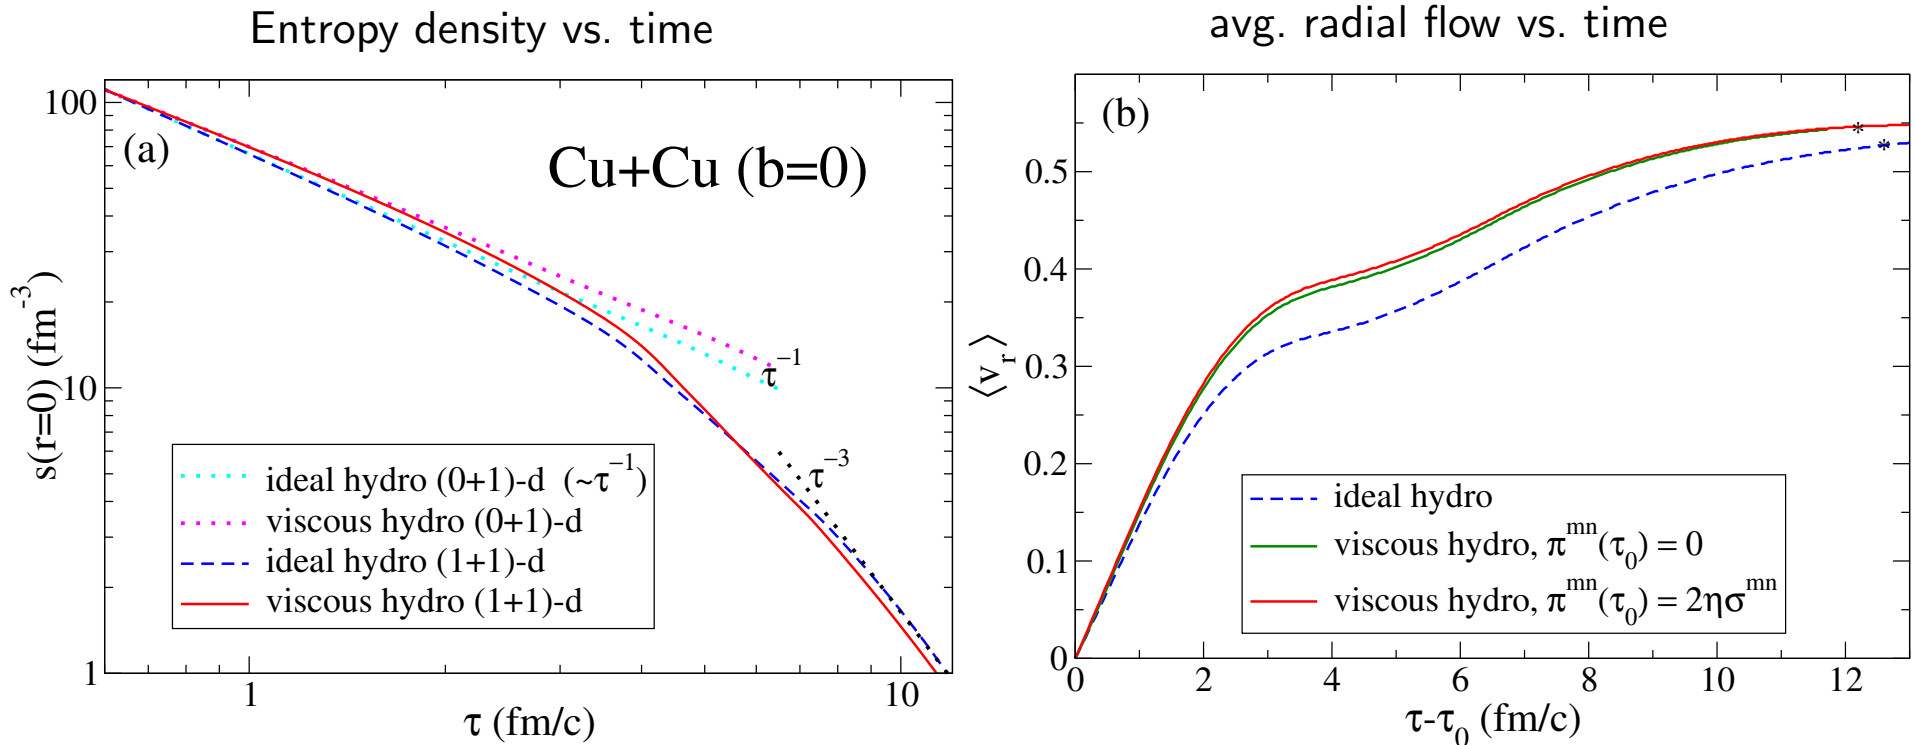 Entropy density vs. time
avg. radial flow vs. time
100
10
1
s(r=0) (fm⁻³)
(a)
Cu+Cu (b=0)
τ⁻¹
τ⁻³
ideal hydro (0+1)-d (~τ⁻¹)
viscous hydro (0+1)-d
ideal hydro (1+1)-d
viscous hydro (1+1)-d
1 10
τ (fm/c)
(b)
0.5
0.4
0.3
0.2
0.1
0
⟨v_r⟩
* *
ideal hydro
viscous hydro, π^mn(τ₀) = 0
viscous hydro, π^mn(τ₀) = 2ησ^mn
0 2 4 6 8 10 12
τ-τ₀ (fm/c)